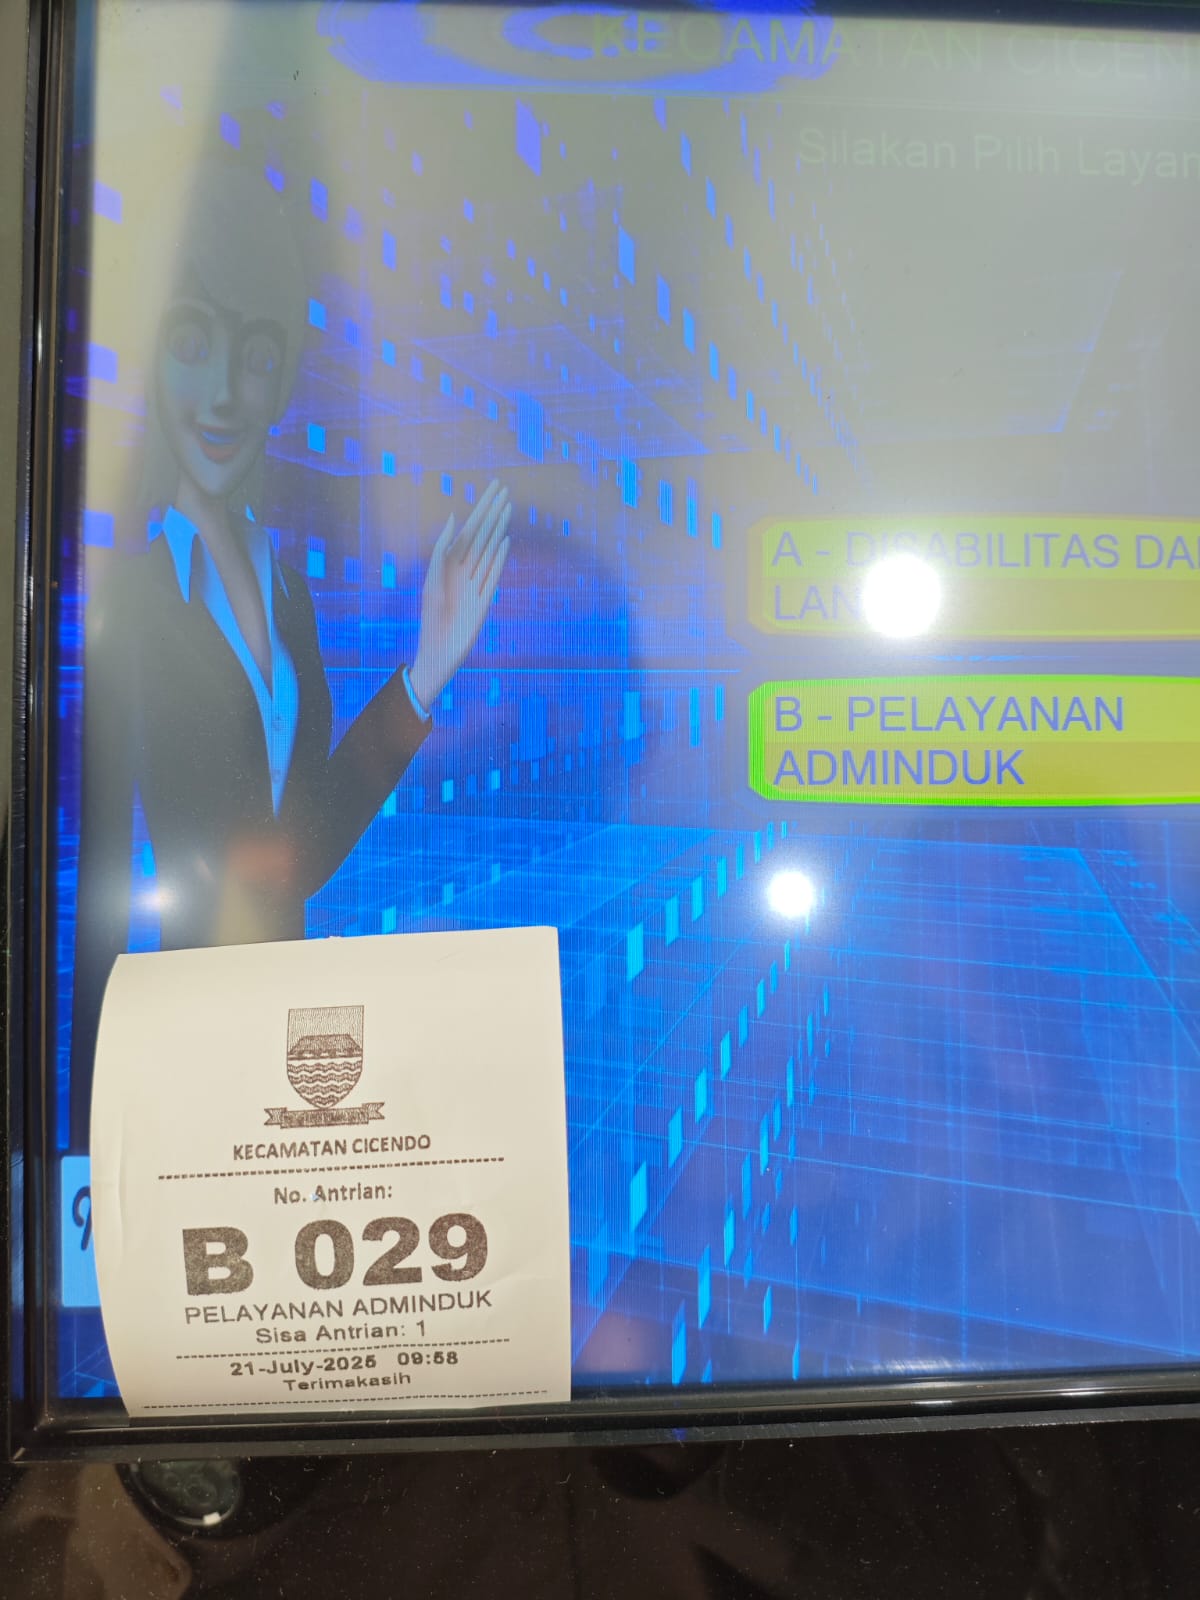 KECAMATAN CICEN
Silakan Pilih Layan
A - DISABILITAS DA
LAN
B - PELAYANAN
ADMINDUK
KECAMATAN CICENDO
No. Antrian:
B 029
PELAYANAN ADMINDUK
Sisa Antrian: 1
21-July-2025 09:58
Terimakasih